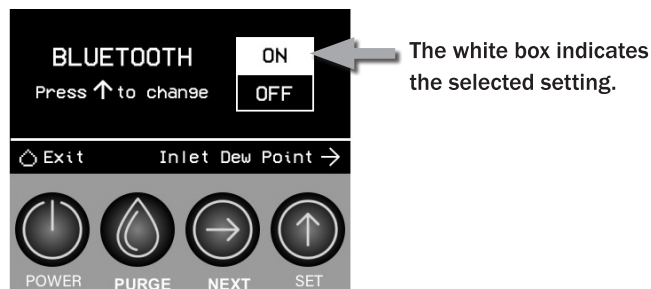 BLUETOOTH
Press ↑ to change
ON
OFF
The white box indicates
the selected setting.
Exit
Inlet Dew Point →
POWER
PURGE
NEXT
SET